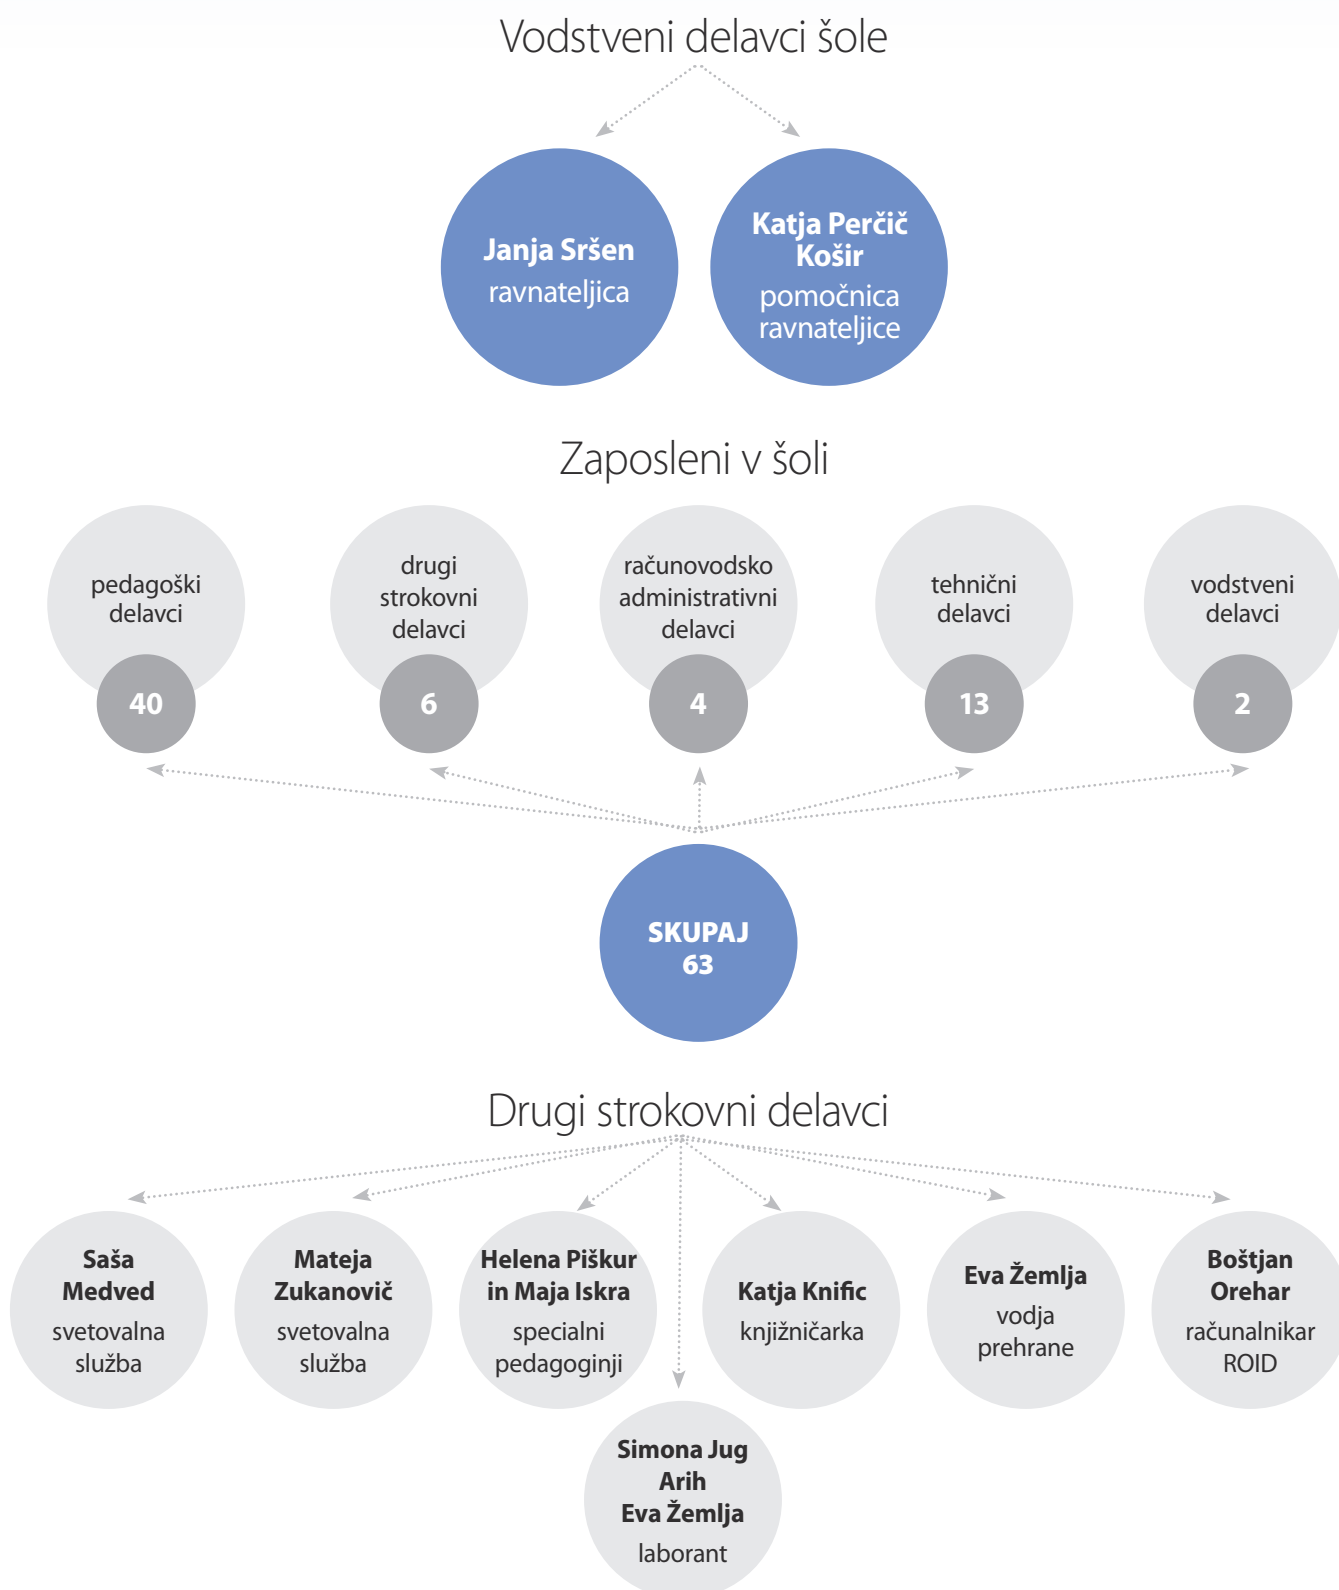 Vodstveni delavci šole
Janja Sršen
ravnateljica
Katja Perčič
Košir
pomočnica
ravnateljice
Zaposleni v šoli
pedagoški
delavci
40
drugi
strokovni
delavci
6
računovodsko
administrativni
delavci
4
tehnični
delavci
13
vodstveni
delavci
2
SKUPAJ
63
Drugi strokovni delavci
Saša
Medved
svetovalna
služba
Mateja
Zukanovič
svetovalna
služba
Helena Piškur
in Maja Iskra
specialni
pedagoginji
Katja Knific
knjižničarka
Eva Žemlja
vodja
prehrane
Boštjan
Orehar
računalnikar
ROID
Simona Jug
Arih
Eva Žemlja
laborant